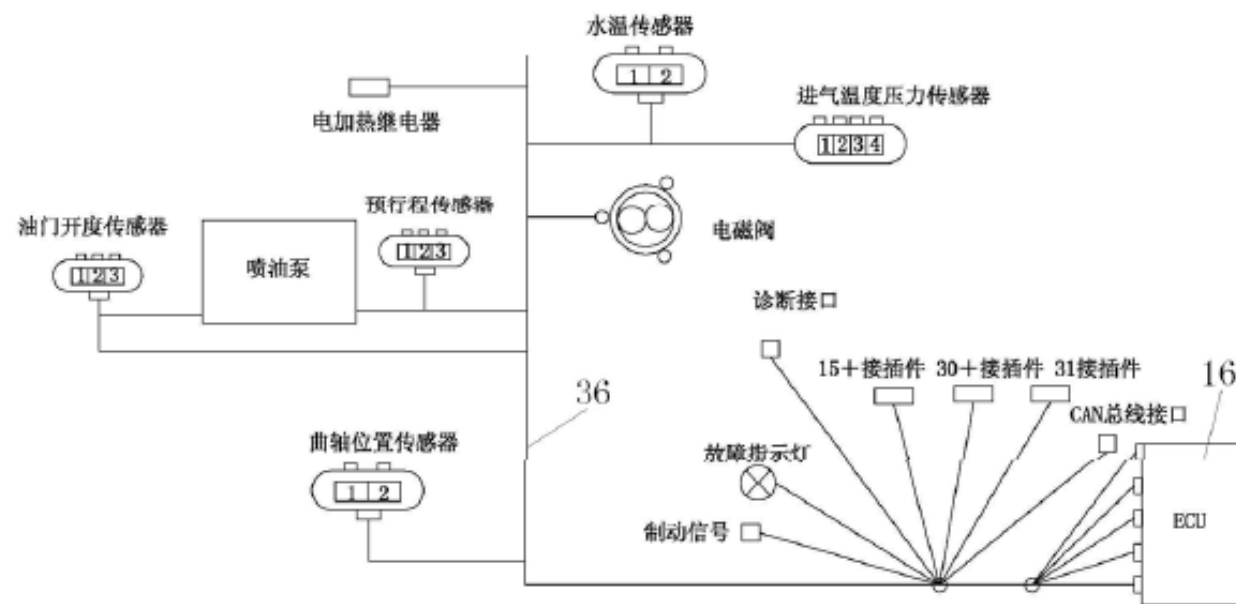 水温传感器
1 2
进气温度压力传感器
1 2 3 4
电加热继电器
预行程传感器
1 2 3
油门开度传感器
1 2 3
喷油泵
电磁阀
诊断接口
15+接插件 30+接插件 31接插件
16
36
CAN总线接口
曲轴位置传感器
1 2
故障指示灯
制动信号
ECU